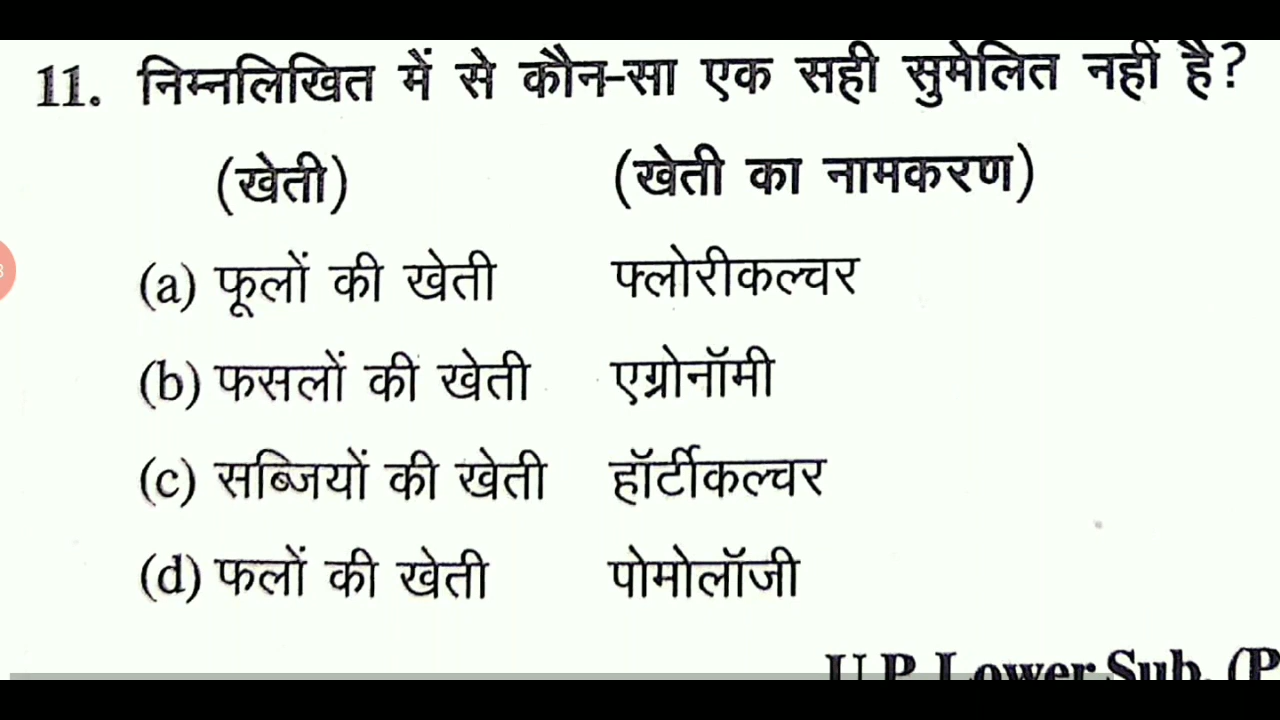 11. निम्नलिखित में से कौन-सा एक सही सुमेलित नहीं है?
(खेती) (खेती का नामकरण)
(a) फूलों की खेती फ्लोरीकल्चर
(b) फसलों की खेती एग्रोनॉमी
(c) सब्जियों की खेती हॉर्टीकल्चर
(d) फलों की खेती पोमोलॉजी
U.P. Lower Sub. (P